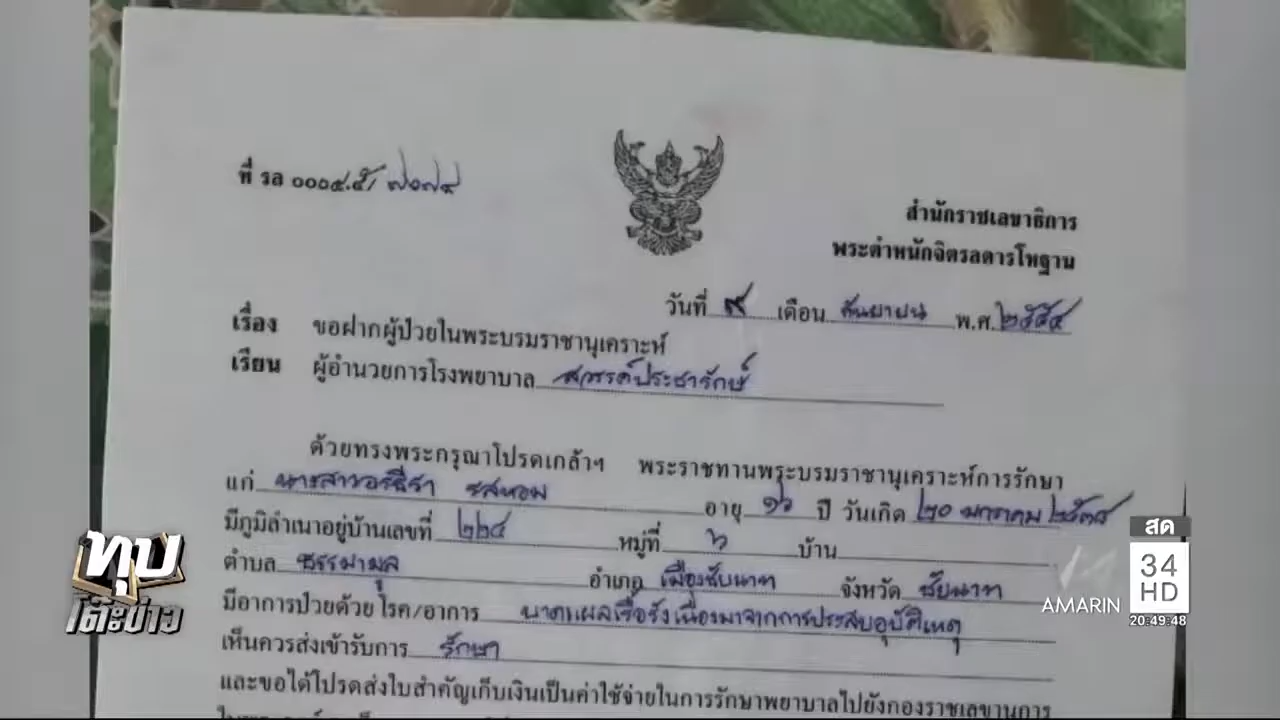 ที่ รล ๐๐๐๕.๕/ ๗๐๗๘
สำนักราชเลขาธิการ
พระตำหนักจิตรลดารโหฐาน
วันที่ ๙ เดือน กันยายน พ.ศ. ๒๕๕๔
เรื่อง ขอฝากผู้ป่วยในพระบรมราชานุเคราะห์
เรียน ผู้อำนวยการโรงพยาบาล สวรรค์ประชารักษ์
ด้วยทรงพระกรุณาโปรดเกล้าฯ พระราชทานพระบรมราชานุเคราะห์การรักษา
แก่ นางสาวอรธิรา รสหอม อายุ ๑๖ ปี วันเกิด ๒๐ มกราคม ๒๕๓๘
มีภูมิลำเนาอยู่บ้านเลขที่ ๒๒๔ หมู่ที่ ๖ บ้าน
ตำบล ธรรมามูล อำเภอ เมืองชัยนาท จังหวัด ชัยนาท
มีอาการป่วยด้วย โรค/อาการ บาดแผลเรื้อรังเนื่องมาจากการประสบอุบัติเหตุ
เห็นควรส่งเข้ารับการ รักษา
และขอได้โปรดส่งใบสำคัญเก็บเงินเป็นค่าใช้จ่ายในการรักษาพยาบาลไปยังกองราชเลขานุการ
ทุบ
โต๊ะข่าว
สด
34
HD
AMARIN
20:49:48